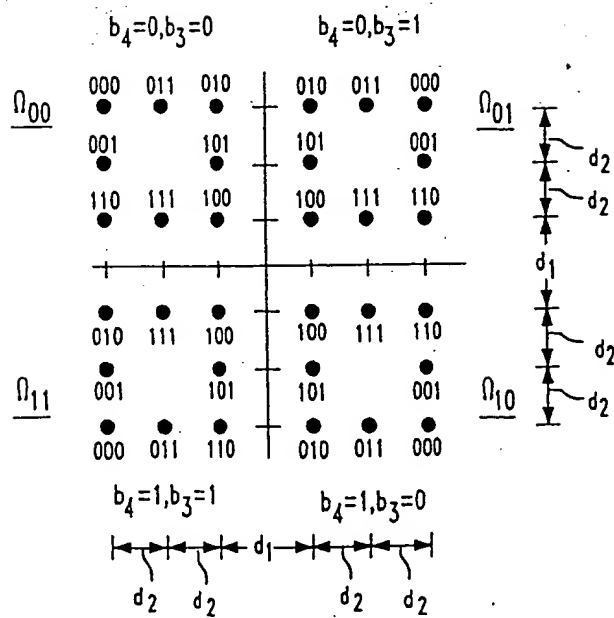 b₄=0,b₃=0 b₄=0,b₃=1
000 011 010 010 011 000
Ω₀₀ Ω₀₁
001 101 101 001
d₂
110 111 100 100 111 110
d₂
d₁
010 111 100 100 111 110
d₂
001 101 101 001
Ω₁₁ Ω₁₀
d₂
000 011 110 010 011 000
b₄=1,b₃=1 b₄=1,b₃=0
d₁
d₂ d₂ d₂ d₂